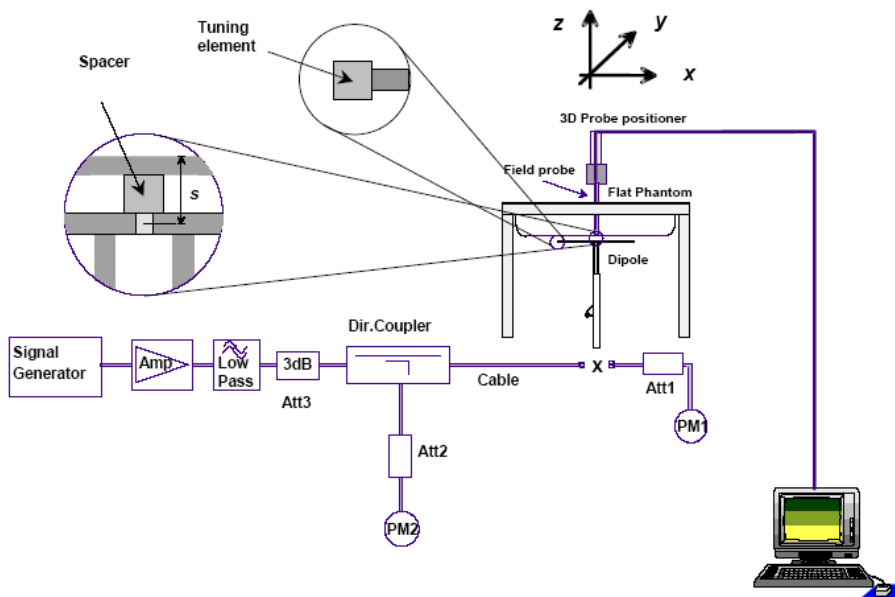 Tuning
element
Spacer
s
z
y
x
3D Probe positioner
Field probe
Flat Phantom
Dipole
Dir.Coupler
Signal
Generator
Amp
Low
Pass
3dB
Att3
Cable
x
Att1
PM1
Att2
PM2